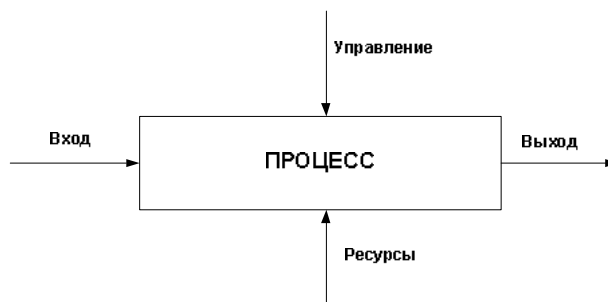 Управление
Вход
ПРОЦЕСС
Выход
Ресурсы